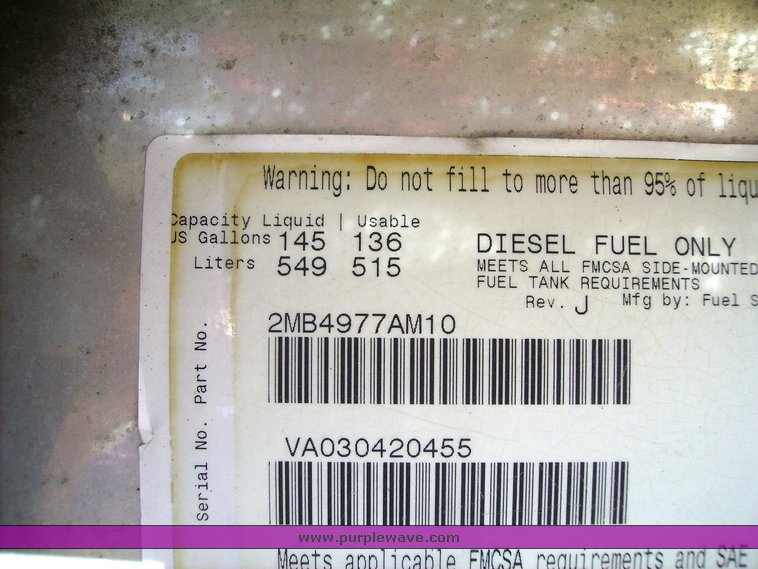 Warning: Do not fill to more than 95% of liqu
Capacity Liquid | Usable
US Gallons 145 136
Liters 549 515
DIESEL FUEL ONLY
MEETS ALL FMCSA SIDE-MOUNTED
FUEL TANK REQUIREMENTS
Rev. J Mfg by: Fuel S
Part No.
2MB4977AM10
Serial No.
VA030420455
www.purplewave.com
Meets applicable FMCSA requirements and SAE